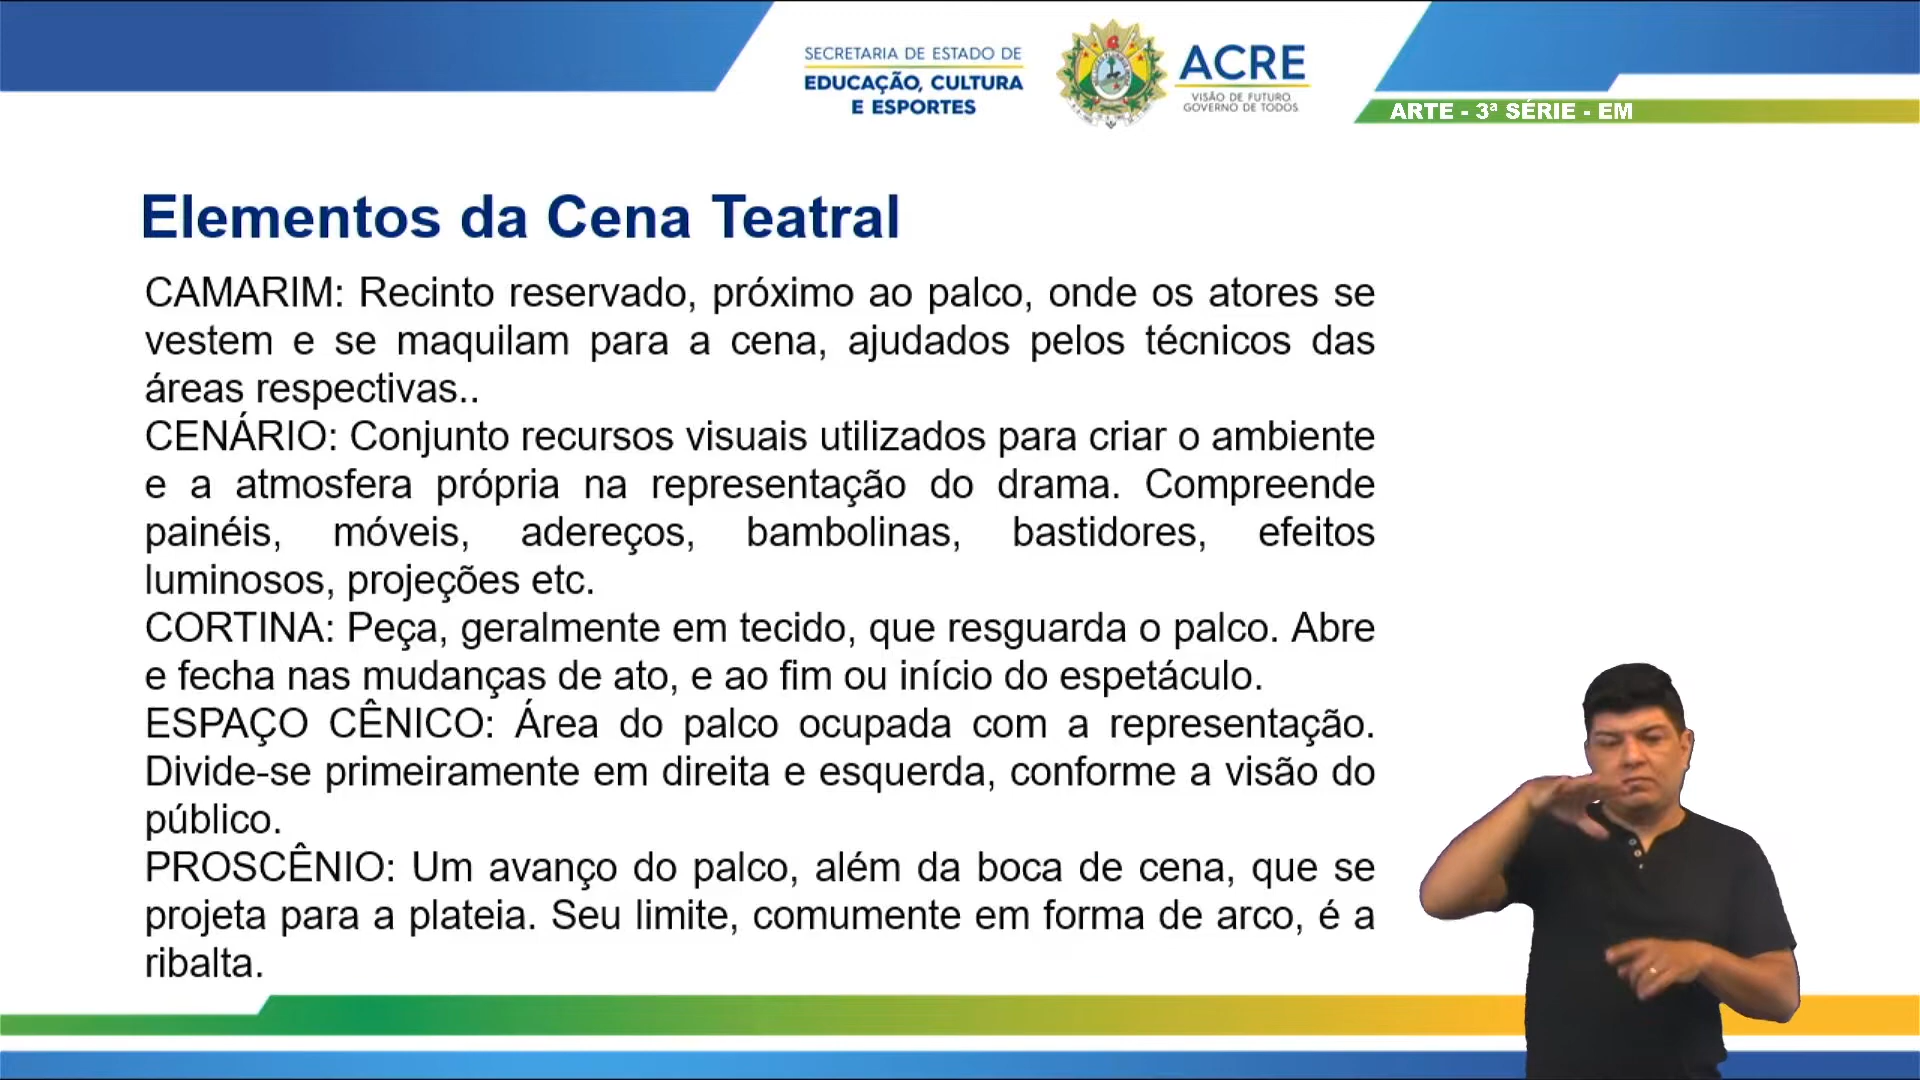 SECRETARIA DE ESTADO DE
EDUCAÇÃO, CULTURA
E ESPORTES
ACRE
VISÃO DE FUTURO.
GOVERNO DE TODOS.
ARTE - 3ª SÉRIE - EM
Elementos da Cena Teatral
CAMARIM: Recinto reservado, próximo ao palco, onde os atores se
vestem e se maquilam para a cena, ajudados pelos técnicos das
áreas respectivas..
CENÁRIO: Conjunto recursos visuais utilizados para criar o ambiente
e a atmosfera própria na representação do drama. Compreende
painéis, móveis, adereços, bambolinas, bastidores, efeitos
luminosos, projeções etc.
CORTINA: Peça, geralmente em tecido, que resguarda o palco. Abre
e fecha nas mudanças de ato, e ao fim ou início do espetáculo.
ESPAÇO CÊNICO: Área do palco ocupada com a representação.
Divide-se primeiramente em direita e esquerda, conforme a visão do
público.
PROSCÊNIO: Um avanço do palco, além da boca de cena, que se
projeta para a plateia. Seu limite, comumente em forma de arco, é a
ribalta.